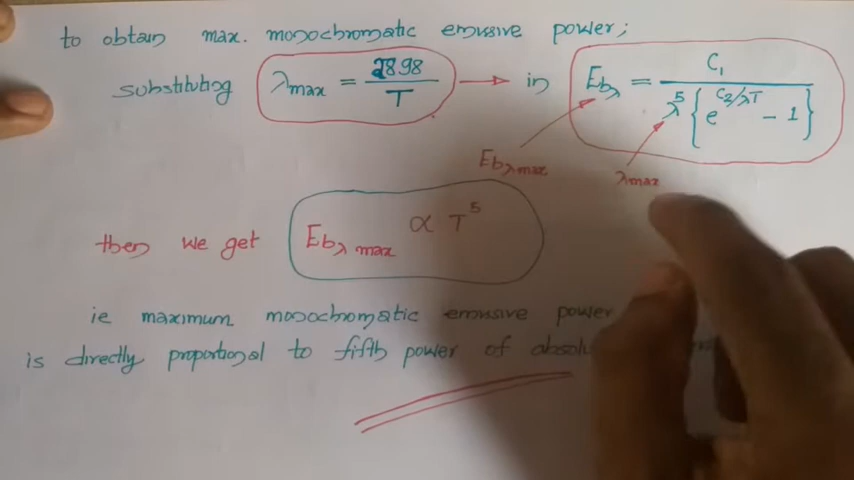 to obtain max. monochromatic emissive power;
substituting λmax = 2898/T → in Ebλ = C₁ / λ⁵ { e^(C₂/λT) - 1 }
Ebλmax λmax
then we get Ebλ max ∝ T⁵
ie maximum monochromatic emissive power
is directly proportional to fifth power of